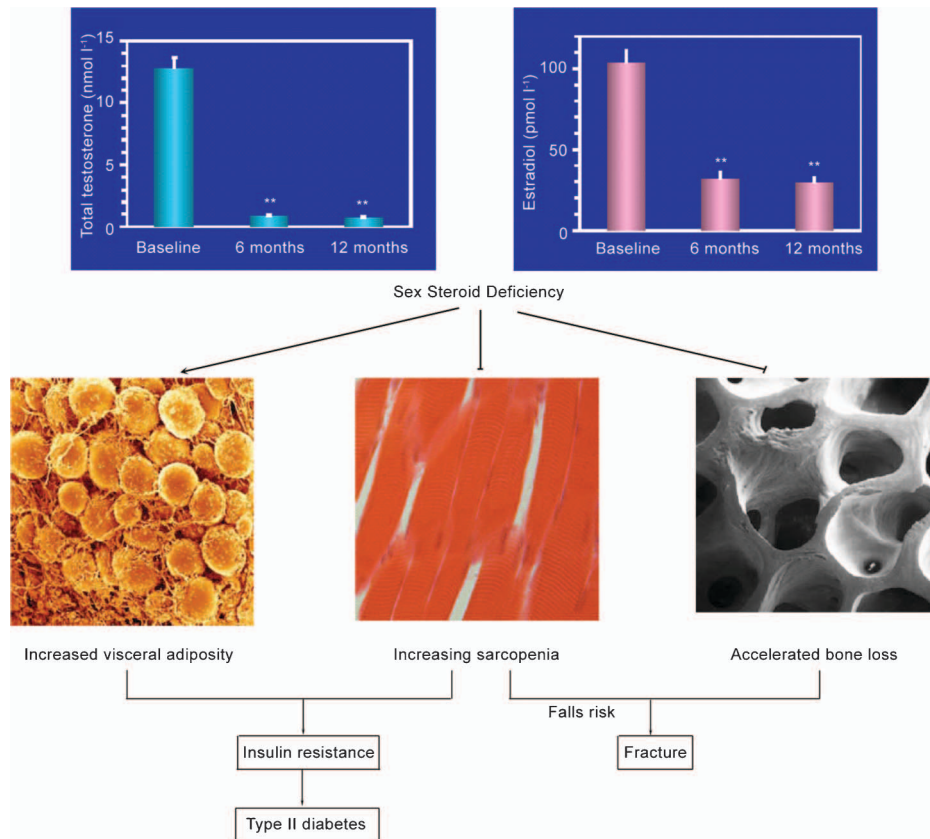 Total testosterone (nmol l⁻¹)
15
10
5
0
Baseline 6 months 12 months
** **
Estradiol (pmol l⁻¹)
100
50
0
Baseline 6 months 12 months
** **
Sex Steroid Deficiency
Increased visceral adiposity
Increasing sarcopenia
Accelerated bone loss
Falls risk
Insulin resistance
Fracture
Type II diabetes